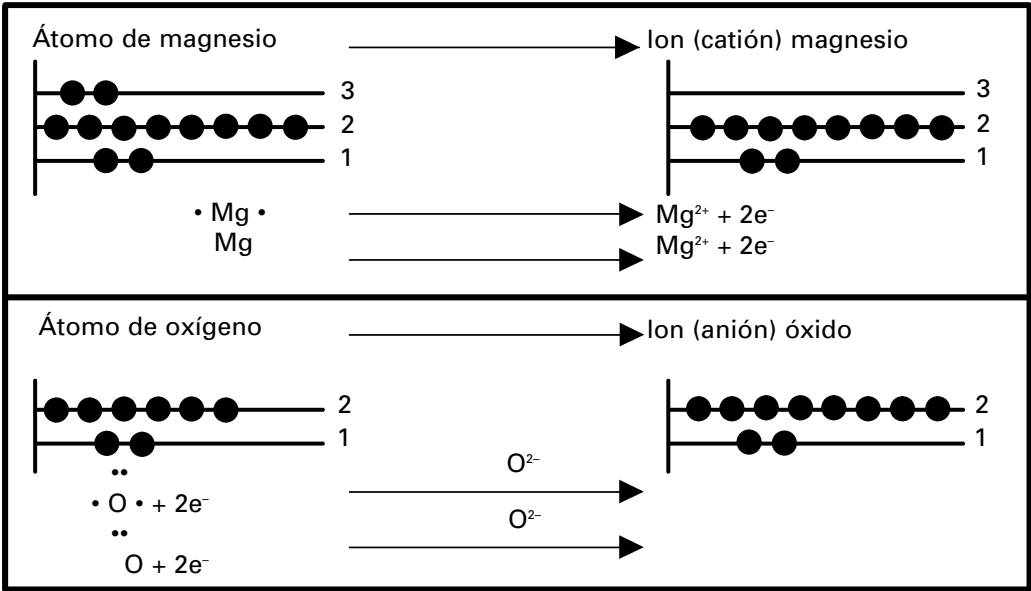 Átomo de magnesio Ion (catión) magnesio
3 3
2 2
1 1
• Mg • Mg²⁺ + 2e⁻
Mg Mg²⁺ + 2e⁻
Átomo de oxígeno Ion (anión) óxido
2 2
1 1
••
O²⁻
• O • + 2e⁻
O²⁻
••
O + 2e⁻